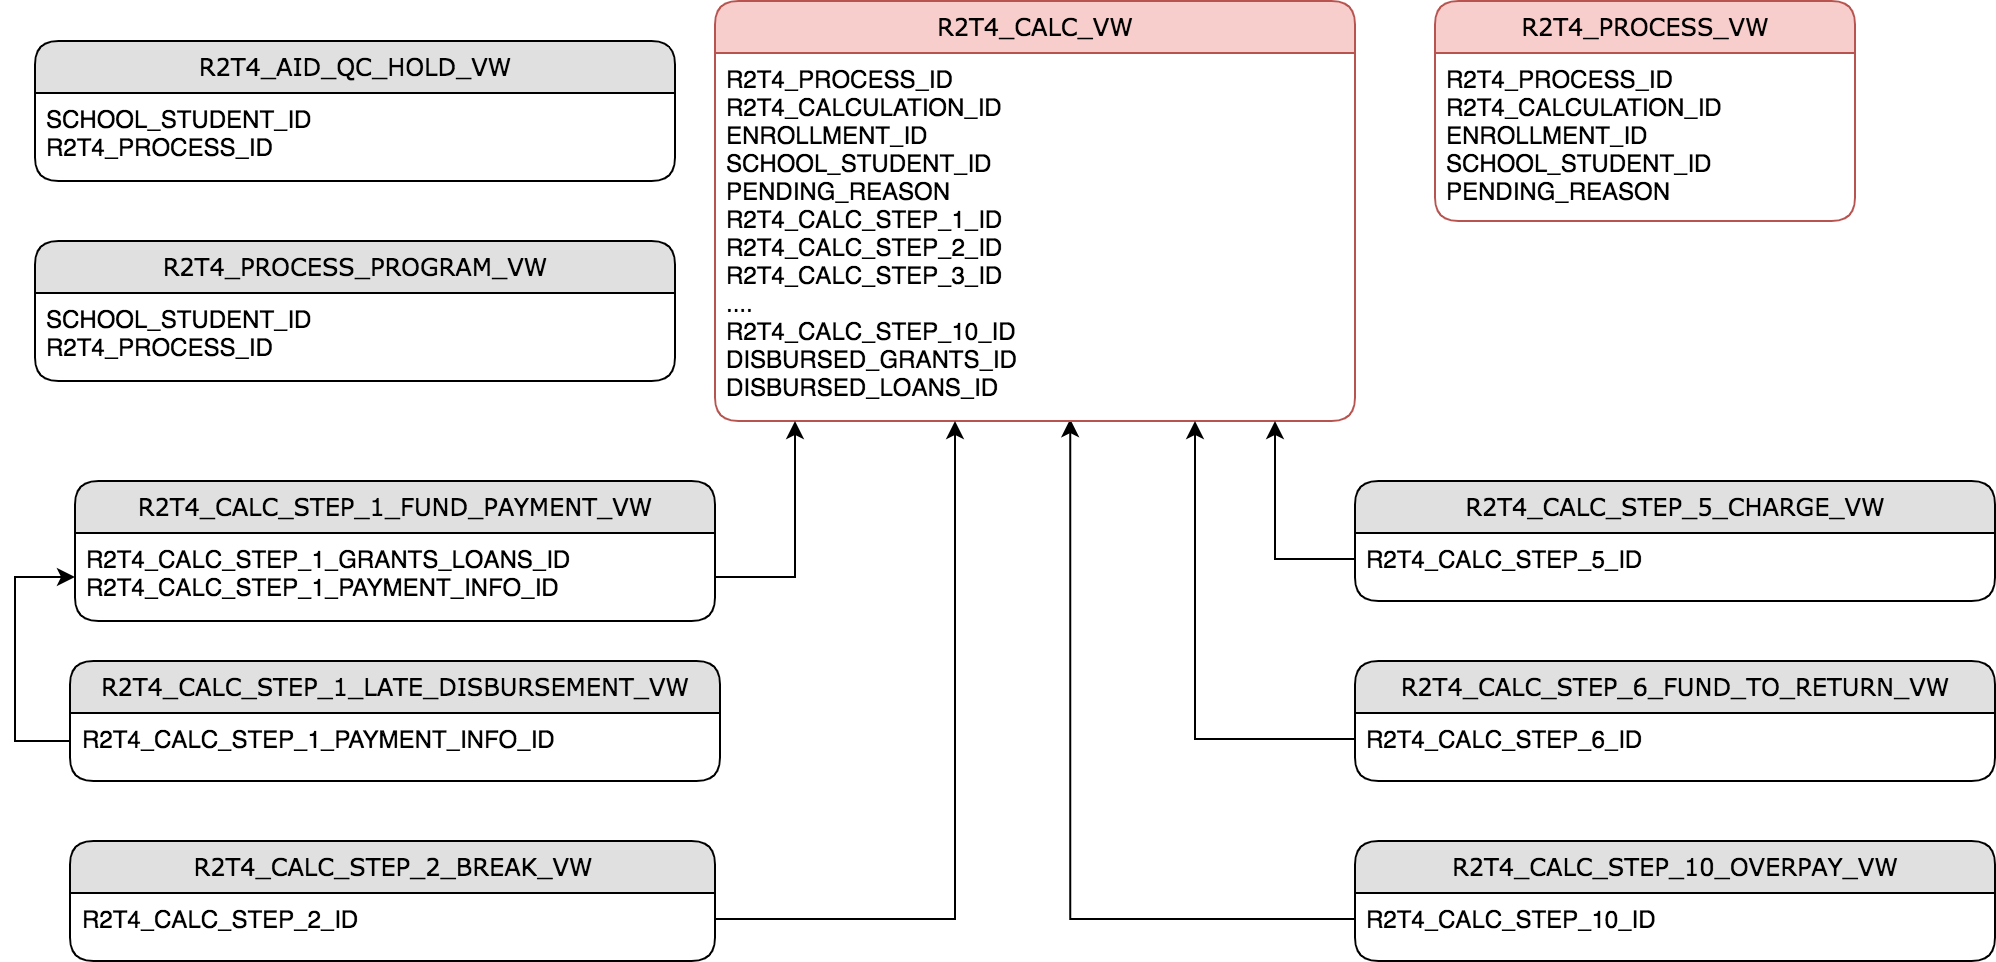 R2T4_AID_QC_HOLD_VW
SCHOOL_STUDENT_ID
R2T4_PROCESS_ID
R2T4_PROCESS_PROGRAM_VW
SCHOOL_STUDENT_ID
R2T4_PROCESS_ID
R2T4_CALC_VW
R2T4_PROCESS_ID
R2T4_CALCULATION_ID
ENROLLMENT_ID
SCHOOL_STUDENT_ID
PENDING_REASON
R2T4_CALC_STEP_1_ID
R2T4_CALC_STEP_2_ID
R2T4_CALC_STEP_3_ID
....
R2T4_CALC_STEP_10_ID
DISBURSED_GRANTS_ID
DISBURSED_LOANS_ID
R2T4_PROCESS_VW
R2T4_PROCESS_ID
R2T4_CALCULATION_ID
ENROLLMENT_ID
SCHOOL_STUDENT_ID
PENDING_REASON
R2T4_CALC_STEP_1_FUND_PAYMENT_VW
R2T4_CALC_STEP_1_GRANTS_LOANS_ID
R2T4_CALC_STEP_1_PAYMENT_INFO_ID
R2T4_CALC_STEP_1_LATE_DISBURSEMENT_VW
R2T4_CALC_STEP_1_PAYMENT_INFO_ID
R2T4_CALC_STEP_2_BREAK_VW
R2T4_CALC_STEP_2_ID
R2T4_CALC_STEP_5_CHARGE_VW
R2T4_CALC_STEP_5_ID
R2T4_CALC_STEP_6_FUND_TO_RETURN_VW
R2T4_CALC_STEP_6_ID
R2T4_CALC_STEP_10_OVERPAY_VW
R2T4_CALC_STEP_10_ID